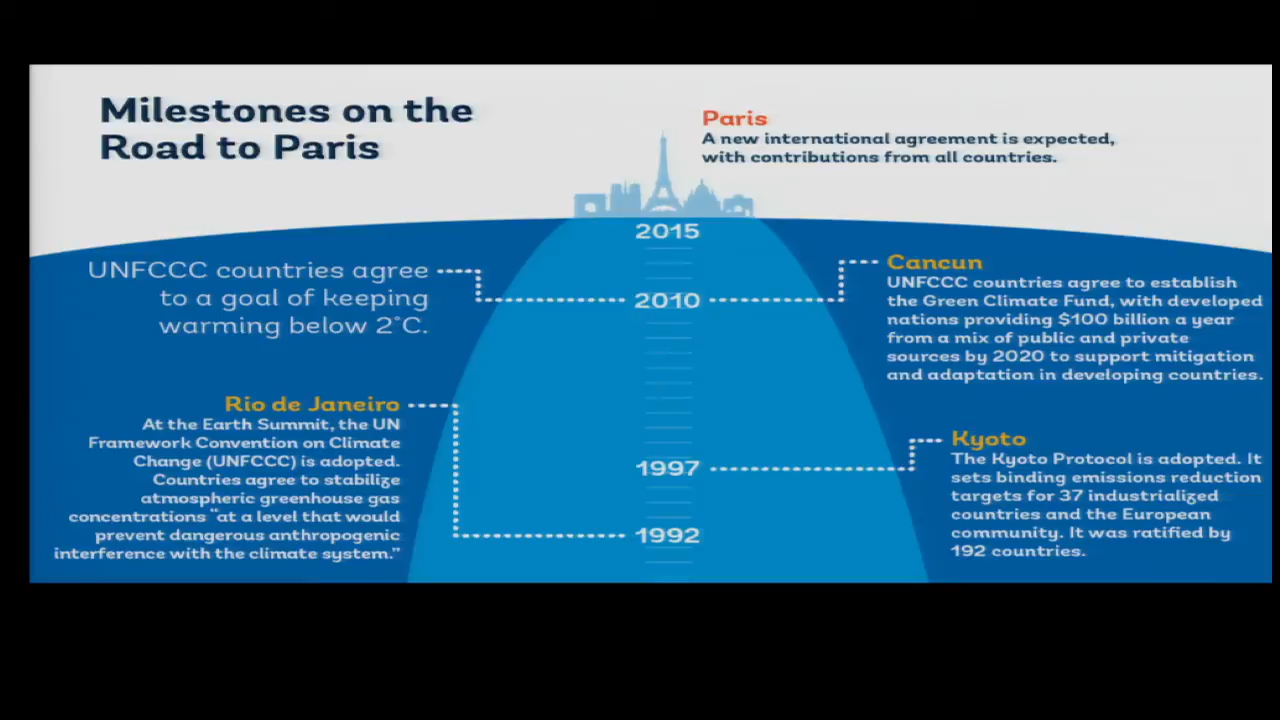 Milestones on the
Road to Paris
Paris
A new international agreement is expected,
with contributions from all countries.
2015
UNFCCC countries agree
to a goal of keeping
warming below 2°C.
2010
Cancun
UNFCCC countries agree to establish
the Green Climate Fund, with developed
nations providing $100 billion a year
from a mix of public and private
sources by 2020 to support mitigation
and adaptation in developing countries.
Rio de Janeiro
At the Earth Summit, the UN
Framework Convention on Climate
Change (UNFCCC) is adopted.
Countries agree to stabilize
atmospheric greenhouse gas
concentrations “at a level that would
prevent dangerous anthropogenic
interference with the climate system.”
1997
Kyoto
The Kyoto Protocol is adopted. It
sets binding emissions reduction
targets for 37 industrialized
countries and the European
community. It was ratified by
192 countries.
1992